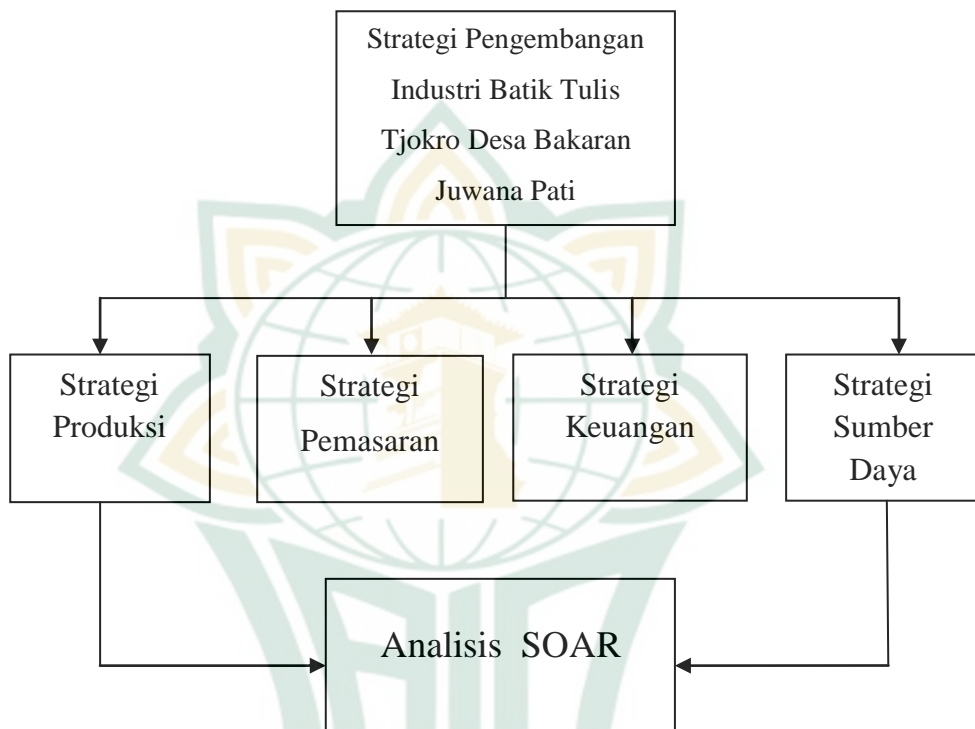 Strategi Pengembangan
Industri Batik Tulis
Tjokro Desa Bakaran
Juwana Pati
Strategi
Produksi
Strategi
Pemasaran
Strategi
Keuangan
Strategi
Sumber
Daya
Analisis SOAR